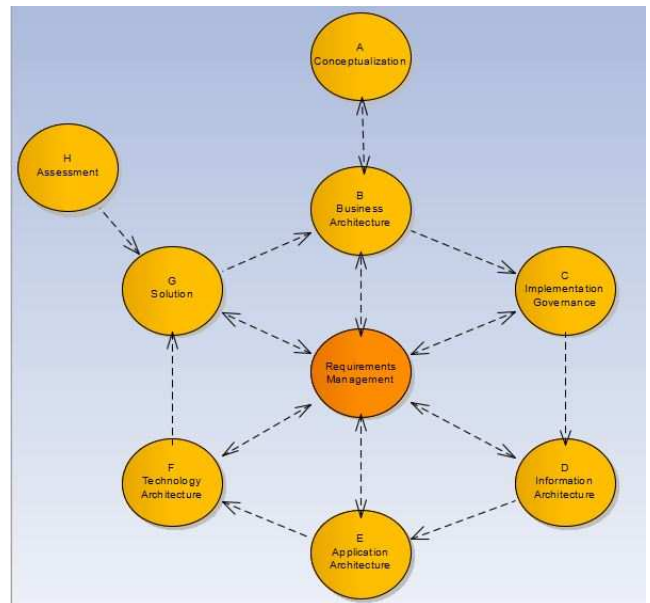 A
Conceptualization
H
Assessment
B
Business
Architecture
G
Solution
C
Implementation
Governance
Requirements
Management
F
Technology
Architecture
D
Information
Architecture
E
Application
Architecture